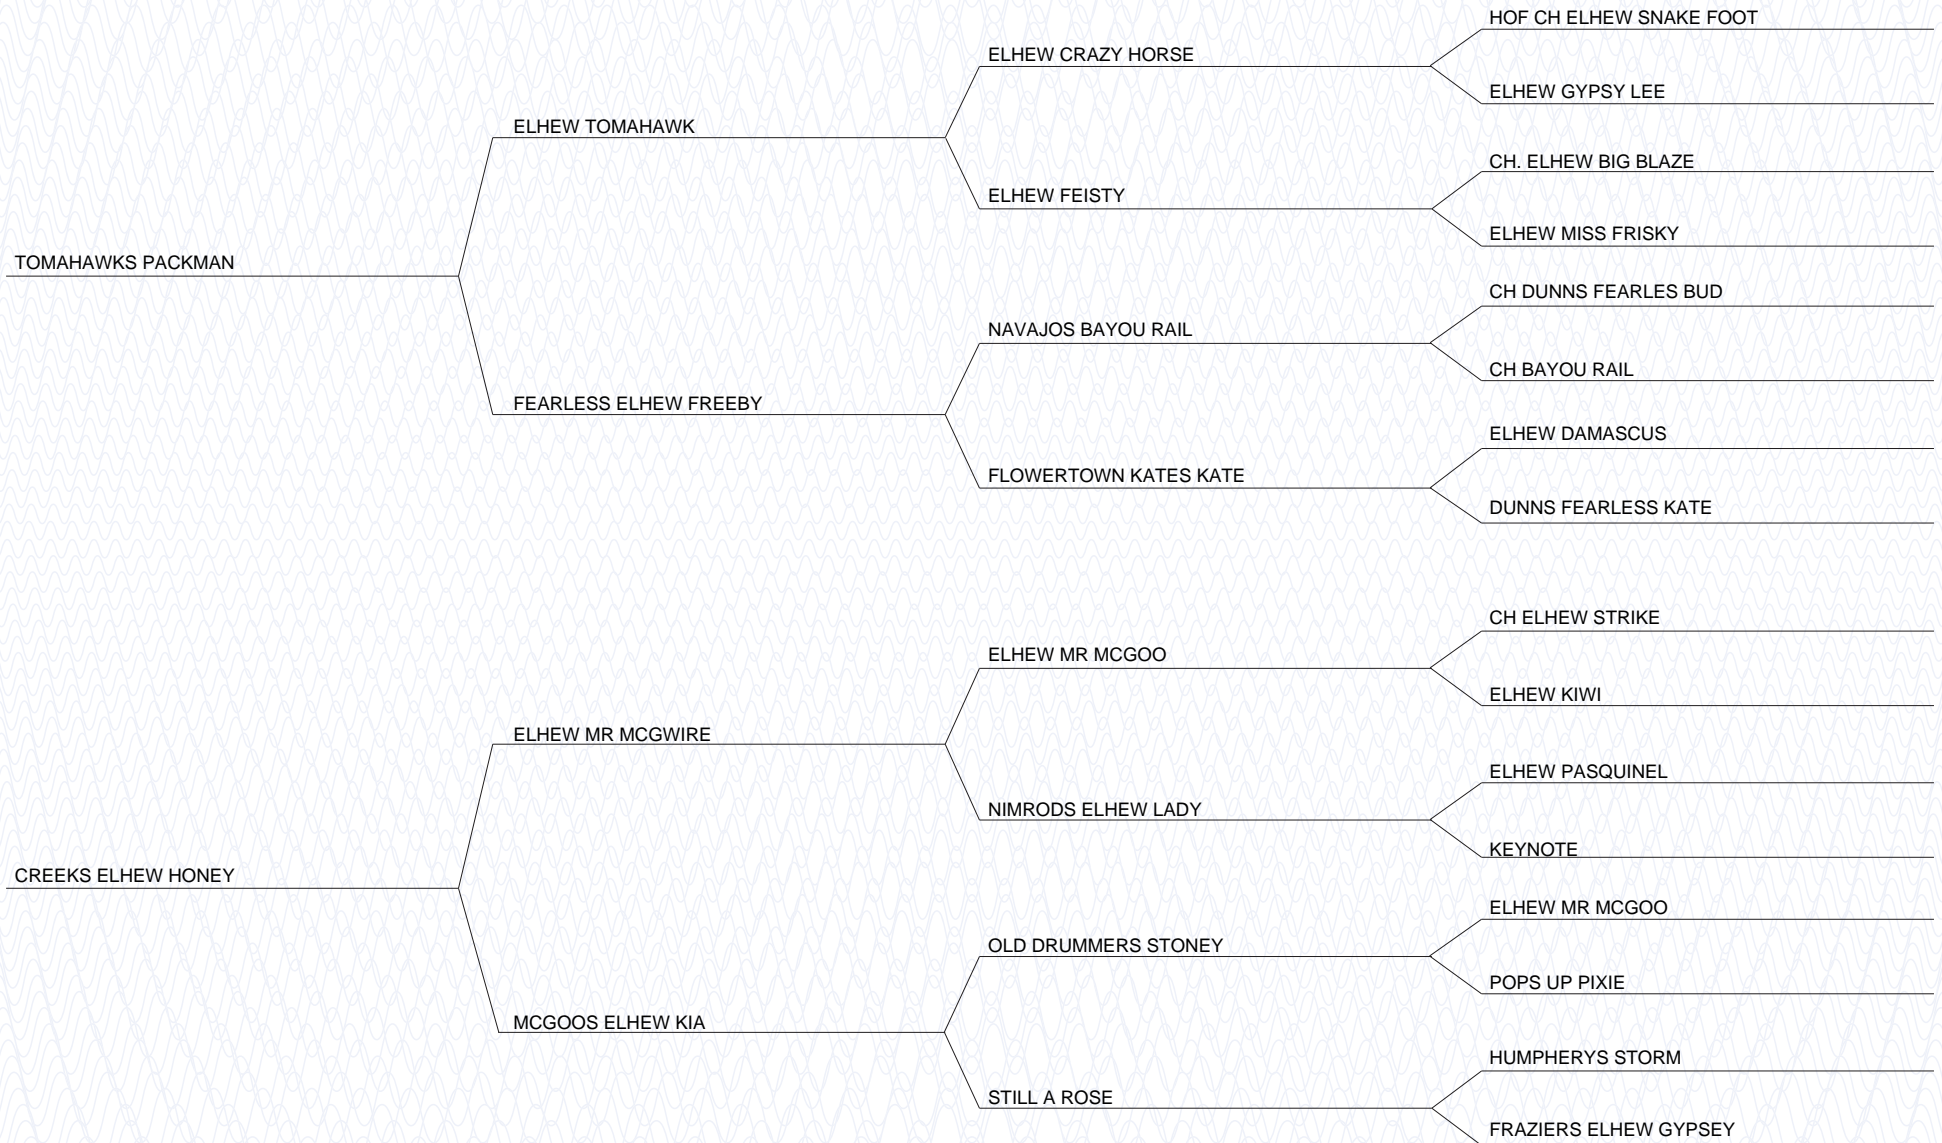 HOF CH ELHEW SNAKE FOOT
ELHEW CRAZY HORSE
ELHEW GYPSY LEE
ELHEW TOMAHAWK
CH. ELHEW BIG BLAZE
ELHEW FEISTY
ELHEW MISS FRISKY
TOMAHAWKS PACKMAN
CH DUNNS FEARLES BUD
NAVAJOS BAYOU RAIL
CH BAYOU RAIL
FEARLESS ELHEW FREEBY
ELHEW DAMASCUS
FLOWERTOWN KATES KATE
DUNNS FEARLESS KATE
CH ELHEW STRIKE
ELHEW MR MCGOO
ELHEW KIWI
ELHEW MR MCGWIRE
ELHEW PASQUINEL
NIMRODS ELHEW LADY
KEYNOTE
CREEKS ELHEW HONEY
ELHEW MR MCGOO
OLD DRUMMERS STONEY
POPS UP PIXIE
MCGOOS ELHEW KIA
HUMPHERYS STORM
STILL A ROSE
FRAZIERS ELHEW GYPSEY